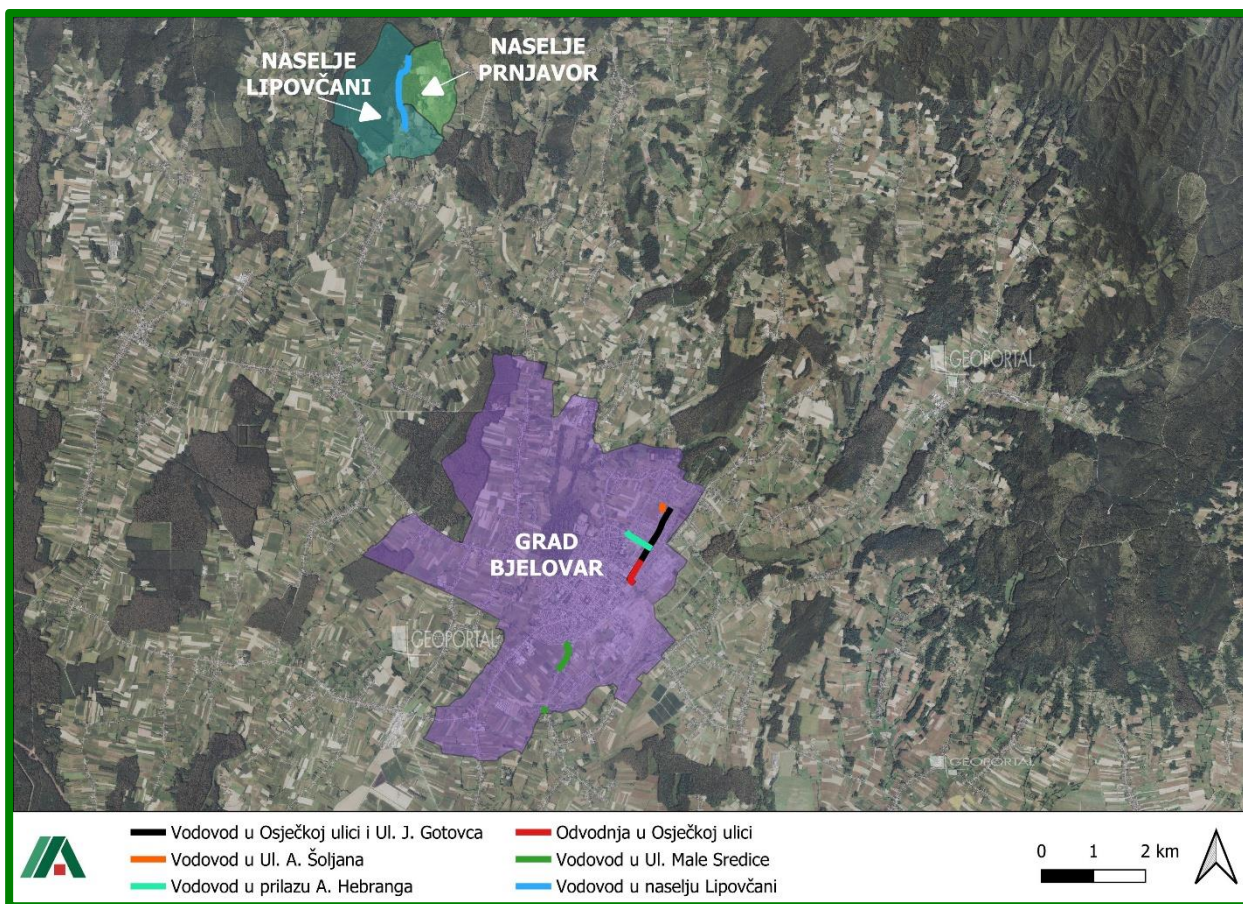 NASELJE
LIPOVČANI
NASELJE
PRNJAVOR
GEOPORTAL
GRAD
BJELOVAR
GEOPORTAL
GEOPORTAL
Vodovod u Osječkoj ulici i Ul. J. Gotovca
Odvodnja u Osječkoj ulici
Vodovod u Ul. A. Šoljana
Vodovod u Ul. Male Sredice
Vodovod u prilazu A. Hebranga
Vodovod u naselju Lipovčani
0 1 2 km